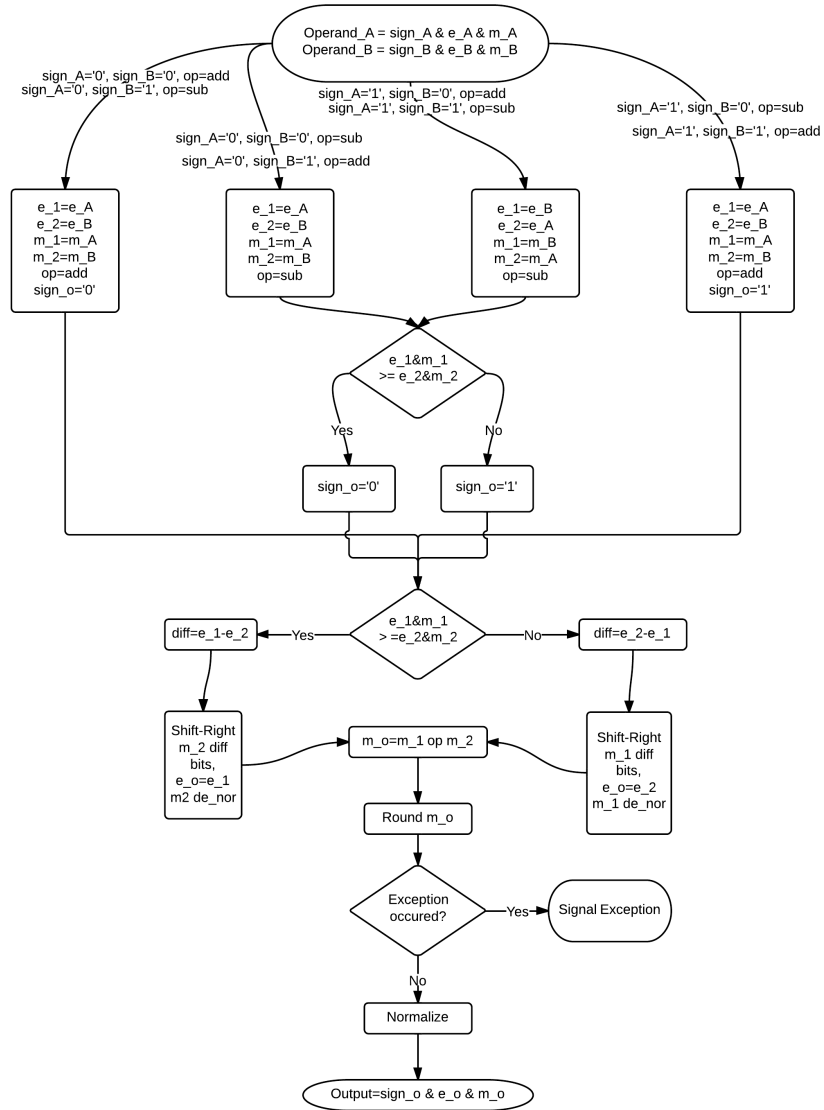 Operand_A = sign_A & e_A & m_A
Operand_B = sign_B & e_B & m_B
sign_A='0', sign_B='0', op=add
sign_A='0', sign_B='1', op=sub
sign_A='0', sign_B='0', op=sub
sign_A='0', sign_B='1', op=add
sign_A='1', sign_B='0', op=add
sign_A='1', sign_B='1', op=sub
sign_A='1', sign_B='0', op=sub
sign_A='1', sign_B='1', op=add
e_1=e_A
e_2=e_B
m_1=m_A
m_2=m_B
op=add
sign_o='0'
e_1=e_A
e_2=e_B
m_1=m_A
m_2=m_B
op=sub
e_1=e_B
e_2=e_A
m_1=m_B
m_2=m_A
op=sub
e_1=e_A
e_2=e_B
m_1=m_A
m_2=m_B
op=add
sign_o='1'
e_1&m_1
>= e_2&m_2
Yes
No
sign_o='0'
sign_o='1'
e_1&m_1
> =e_2&m_2
Yes
No
diff=e_1-e_2
diff=e_2-e_1
Shift-Right
m_2 diff
bits,
e_o=e_1
m2 de_nor
m_o=m_1 op m_2
Shift-Right
m_1 diff
bits,
e_o=e_2
m_1 de_nor
Round m_o
Exception
occured?
Yes
Signal Exception
No
Normalize
Output=sign_o & e_o & m_o